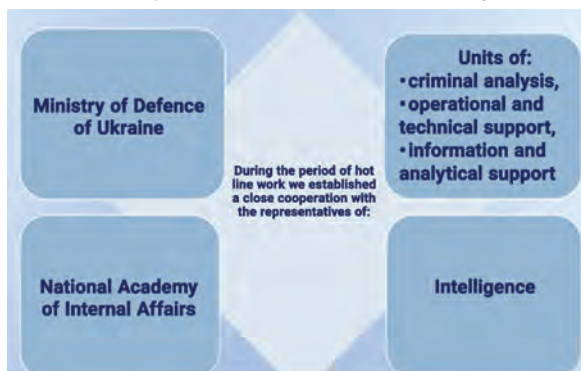 Ministry of Defence
of Ukraine
Units of:
•criminal analysis,
•operational and
technical support,
•information and
analytical support
During the period of hot
line work we established
a close cooperation with
the representatives of:
National Academy
of Internal Affairs
Intelligence